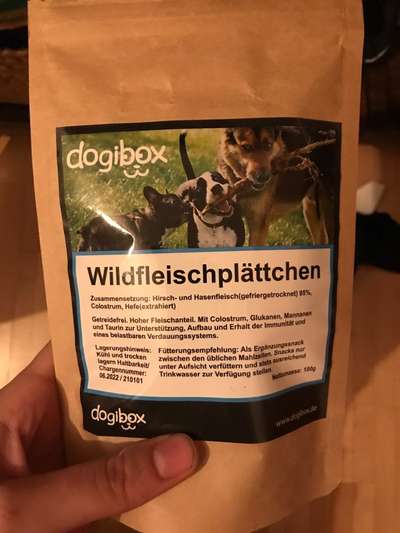 dogibox
Wildfleischplättchen
Zusammensetzung: Hirsch- und Hasenfleisch(gefriergetrocknet) 98%,
Colostrum, Hefe(extrahiert)
Getreidefrei. Hoher Fleischanteil. Mit Colostrum, Glukanen, Mannanen
und Taurin zur Unterstützung, Aufbau und Erhalt der Immunität und
eines belastbaren Verdauungssystems.
Lagerungshinweis:
Kühl und trocken
lagern Haltbarkeit/
Chargennummer:
06.2022 / 210101
Fütterungsempfehlung: Als Ergänzungssnack
zwischen den üblichen Mahlzeiten. Snacks nur
unter Aufsicht verfüttern und stets ausreichend
Trinkwasser zur Verfügung stellen
Nettomasse: 100g
dogibox
www.dogibox.de